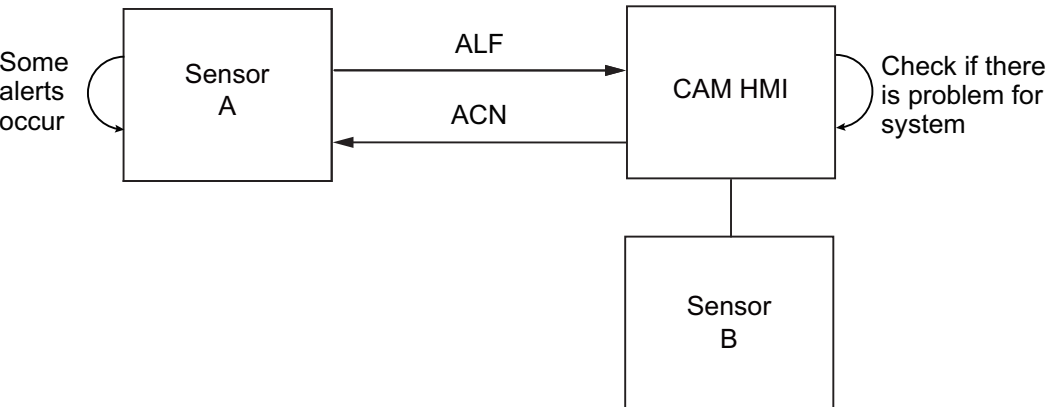 Some
alerts
occur
Sensor
A
ALF
ACN
CAM HMI
Check if there
is problem for
system
Sensor
B